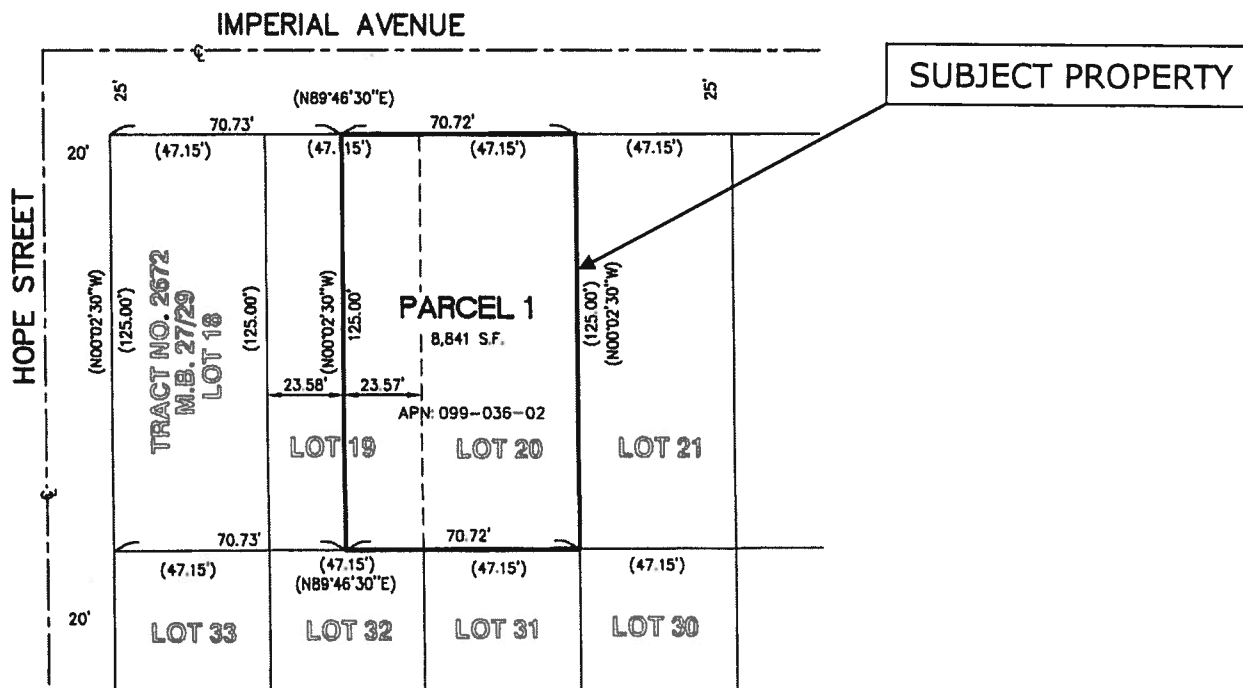 IMPERIAL AVENUE
℄
SUBJECT PROPERTY
25'
25'
(N89°46'30"E)
70.73'
70.72'
20'
(47.15')
(47.15')
(47.15')
(47.15')
HOPE STREET
(N00°02'30"W)
(125.00')
TRACT NO. 2672
M.B. 27/29
LOT 18
(125.00')
(N00°02'30"W)
125.00'
PARCEL 1
8,841 S.F.
(125.00')
(N00°02'30"W)
23.58'
23.57'
APN: 099-036-02
LOT 19
LOT 20
LOT 21
℄
70.73'
70.72'
(47.15')
(47.15')
(47.15')
(47.15')
(N89°46'30"E)
20'
LOT 33
LOT 32
LOT 31
LOT 30